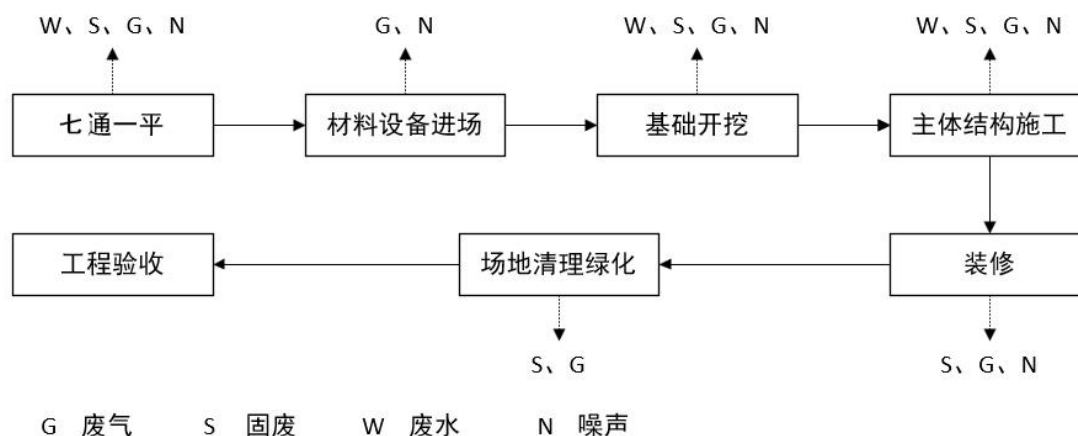 W、S、G、N
G、N
W、S、G、N
W、S、G、N
七通一平
材料设备进场
基础开挖
主体结构施工
工程验收
场地清理绿化
装修
S、G
S、G、N
G 废气 S 固废 W 废水 N 噪声